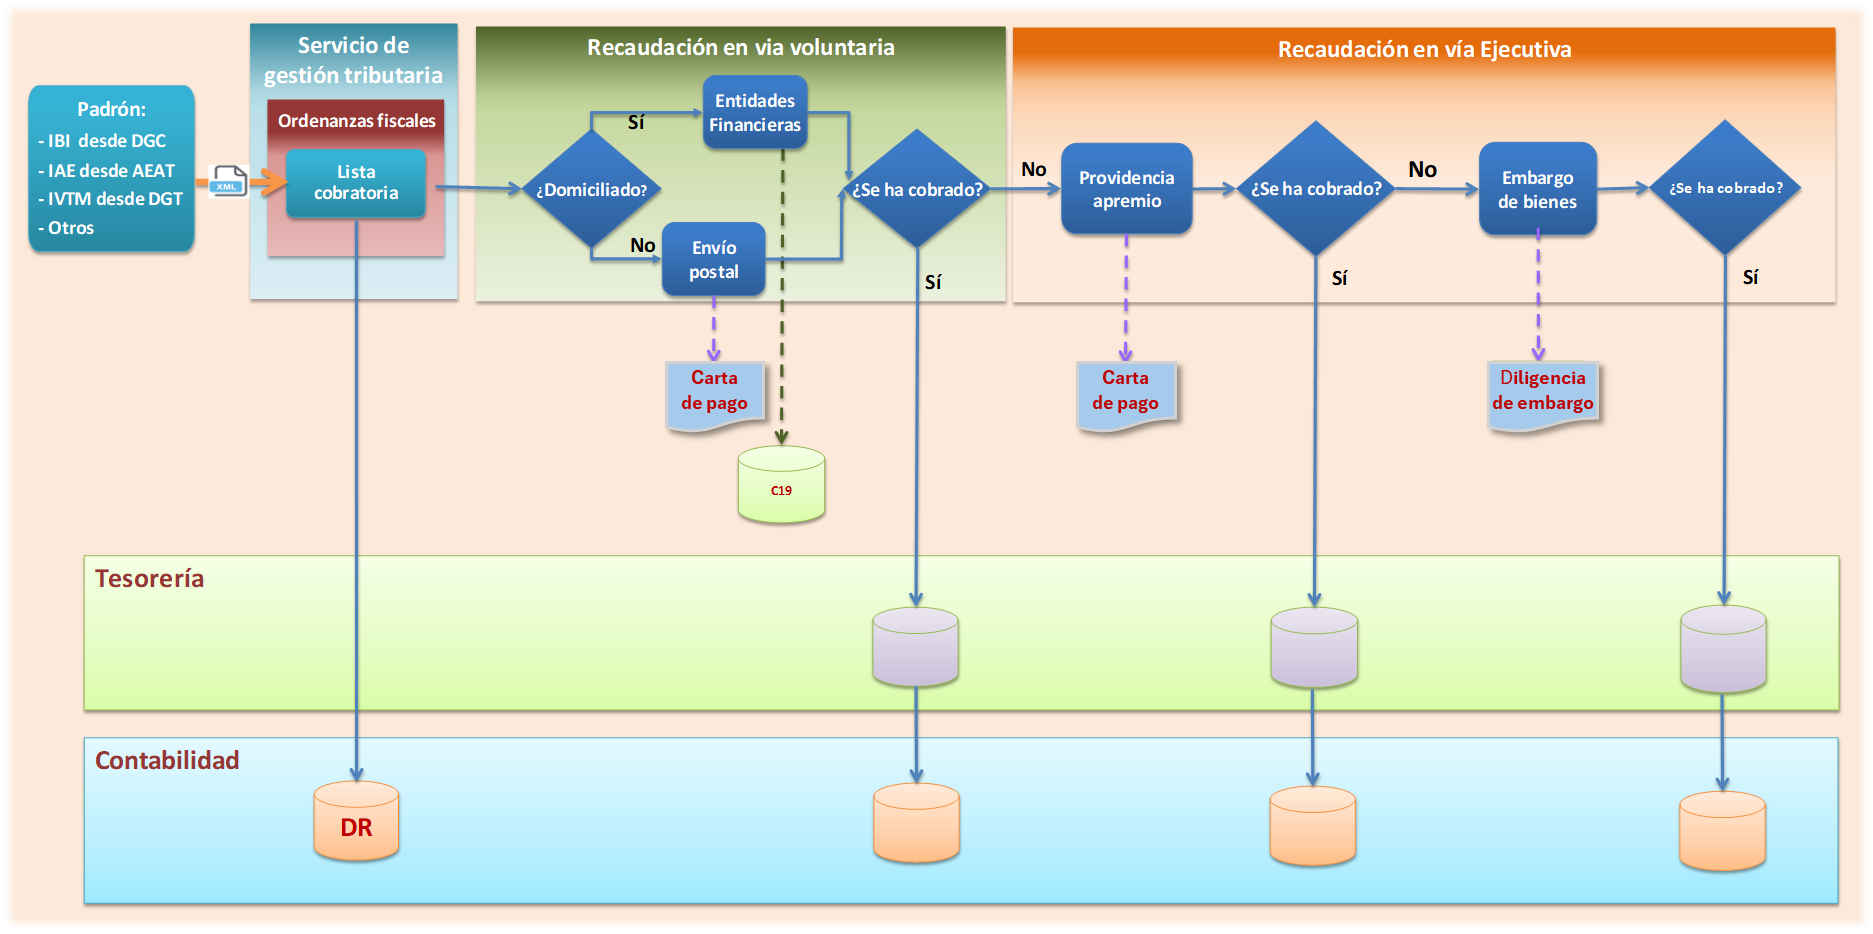 Servicio de
gestión tributaria
Recaudación en via voluntaria
Recaudación en vía Ejecutiva
Padrón:
- IBI desde DGC
- IAE desde AEAT
- IVTM desde DGT
- Otros
XML
Ordenanzas fiscales
Lista
cobratoria
¿Domiciliado?
Sí
No
Entidades
Financieras
Envío
postal
¿Se ha cobrado?
Sí
No
Providencia
apremio
¿Se ha cobrado?
Sí
No
Embargo
de bienes
¿Se ha cobrado?
Sí
Carta
de pago
Carta
de pago
Diligencia
de embargo
C19
Tesorería
Contabilidad
DR